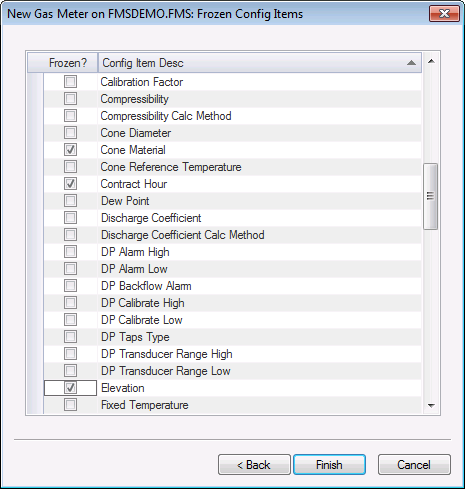 New Gas Meter on FMSDEMO.FMS: Frozen Config Items
Frozen? Config Item Desc
Calibration Factor
Compressibility
Compressibility Calc Method
Cone Diameter
Cone Material
Cone Reference Temperature
Contract Hour
Dew Point
Discharge Coefficient
Discharge Coefficient Calc Method
DP Alarm High
DP Alarm Low
DP Backflow Alarm
DP Calibrate High
DP Calibrate Low
DP Taps Type
DP Transducer Range High
DP Transducer Range Low
Elevation
Fixed Temperature
< Back Finish Cancel